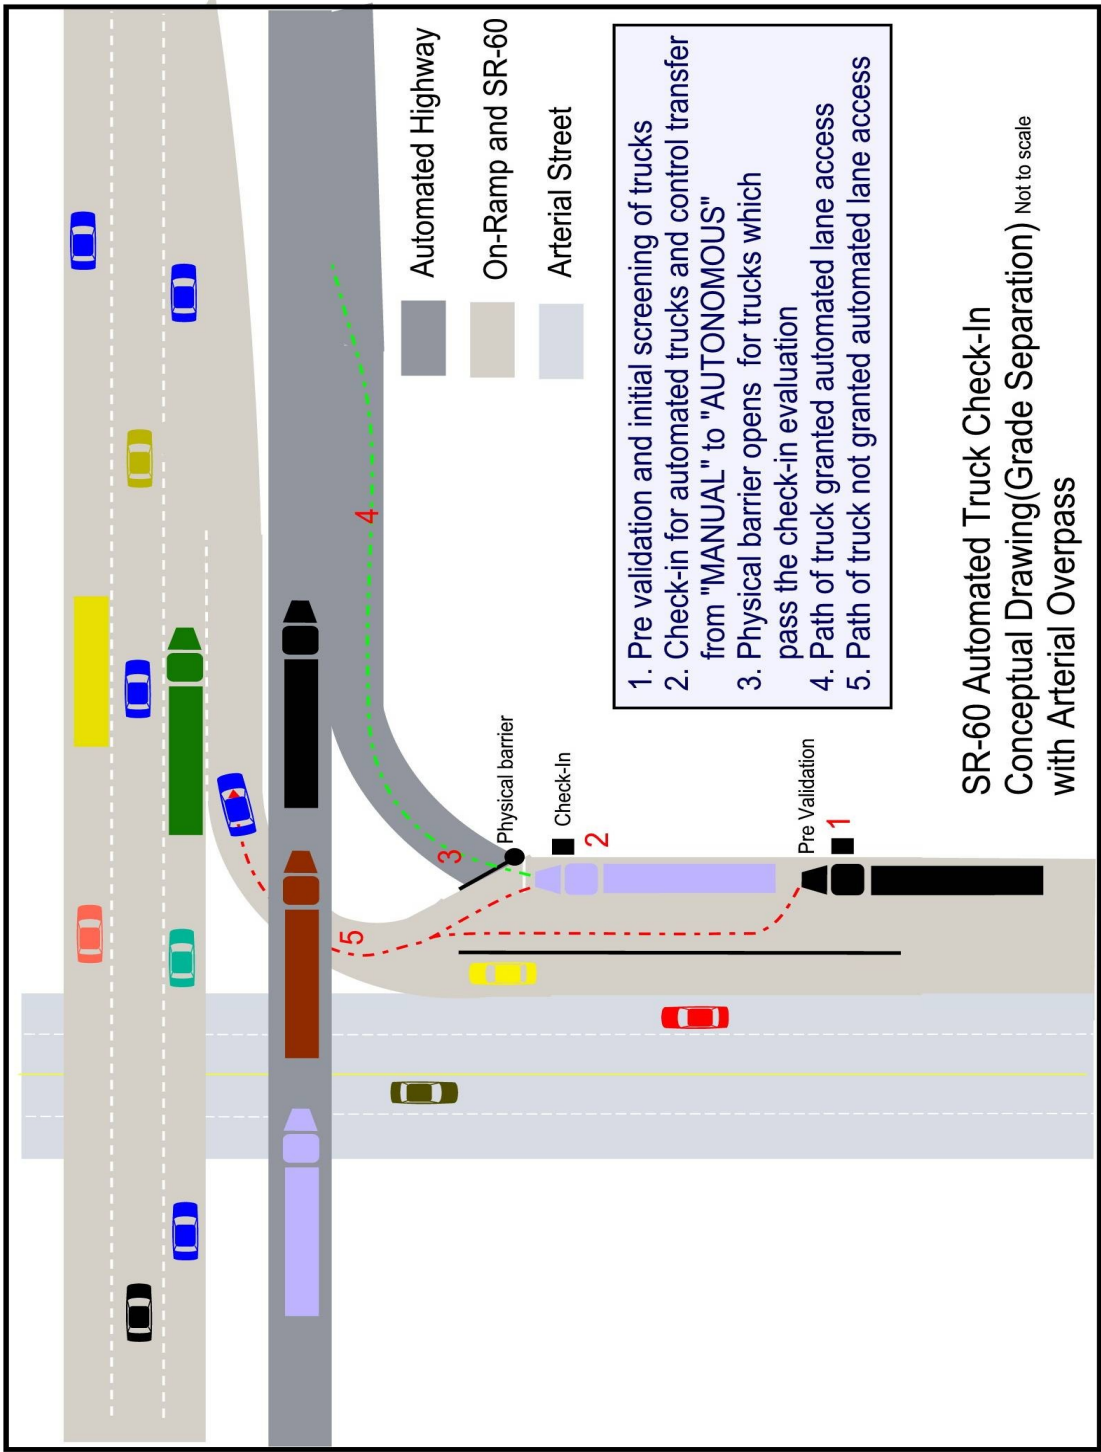 Automated Highway
On-Ramp and SR-60
Arterial Street
1. Pre validation and initial screening of trucks
2. Check-in for automated trucks and control transfer
from "MANUAL" to "AUTONOMOUS"
3. Physical barrier opens for trucks which
pass the check-in evaluation
4. Path of truck granted automated lane access
5. Path of truck not granted automated lane access
4
5
3
Physical barrier
Check-In
2
Pre Validation
1
SR-60 Automated Truck Check-In
Conceptual Drawing(Grade Separation) Not to scale
with Arterial Overpass